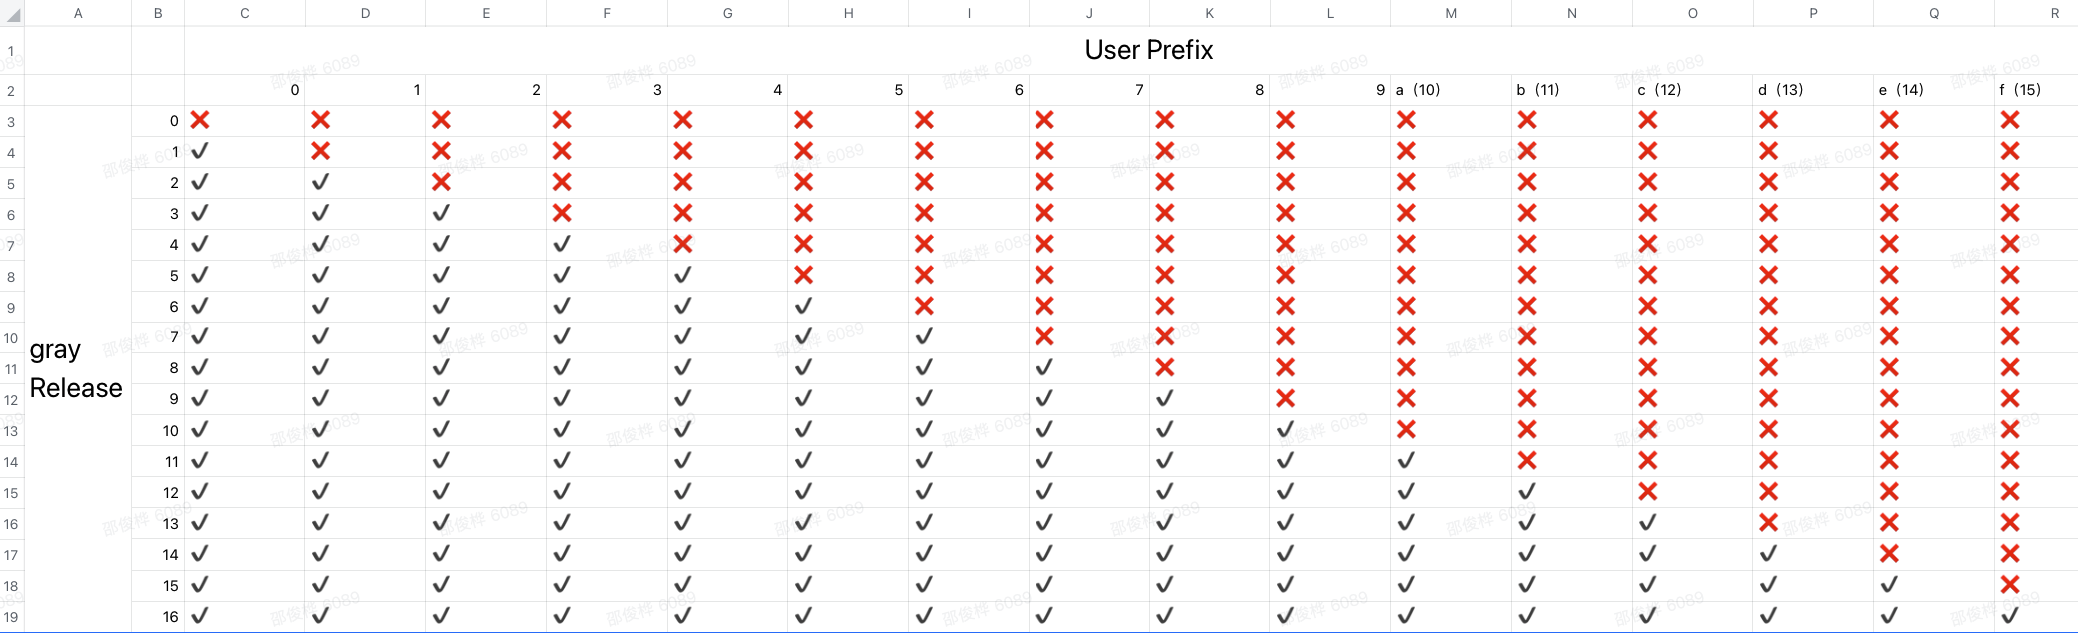 A B C D E F G H I J K L M N O P Q R
1 User Prefix
2 0 1 2 3 4 5 6 7 8 9 a (10) b (11) c (12) d (13) e (14) f (15)
3 0 ❌ ❌ ❌ ❌ ❌ ❌ ❌ ❌ ❌ ❌ ❌ ❌ ❌ ❌ ❌ ❌
4 1 ✓ ❌ ❌ ❌ ❌ ❌ ❌ ❌ ❌ ❌ ❌ ❌ ❌ ❌ ❌ ❌
5 2 ✓ ✓ ❌ ❌ ❌ ❌ ❌ ❌ ❌ ❌ ❌ ❌ ❌ ❌ ❌ ❌
6 3 ✓ ✓ ✓ ❌ ❌ ❌ ❌ ❌ ❌ ❌ ❌ ❌ ❌ ❌ ❌ ❌
7 4 ✓ ✓ ✓ ✓ ❌ ❌ ❌ ❌ ❌ ❌ ❌ ❌ ❌ ❌ ❌ ❌
8 5 ✓ ✓ ✓ ✓ ✓ ❌ ❌ ❌ ❌ ❌ ❌ ❌ ❌ ❌ ❌ ❌
9 6 ✓ ✓ ✓ ✓ ✓ ✓ ❌ ❌ ❌ ❌ ❌ ❌ ❌ ❌ ❌ ❌
10 7 ✓ ✓ ✓ ✓ ✓ ✓ ✓ ❌ ❌ ❌ ❌ ❌ ❌ ❌ ❌ ❌
gray
11 8 ✓ ✓ ✓ ✓ ✓ ✓ ✓ ✓ ❌ ❌ ❌ ❌ ❌ ❌ ❌ ❌
Release
12 9 ✓ ✓ ✓ ✓ ✓ ✓ ✓ ✓ ✓ ❌ ❌ ❌ ❌ ❌ ❌ ❌
13 10 ✓ ✓ ✓ ✓ ✓ ✓ ✓ ✓ ✓ ✓ ❌ ❌ ❌ ❌ ❌ ❌
14 11 ✓ ✓ ✓ ✓ ✓ ✓ ✓ ✓ ✓ ✓ ✓ ❌ ❌ ❌ ❌ ❌
15 12 ✓ ✓ ✓ ✓ ✓ ✓ ✓ ✓ ✓ ✓ ✓ ✓ ❌ ❌ ❌ ❌
16 13 ✓ ✓ ✓ ✓ ✓ ✓ ✓ ✓ ✓ ✓ ✓ ✓ ✓ ❌ ❌ ❌
17 14 ✓ ✓ ✓ ✓ ✓ ✓ ✓ ✓ ✓ ✓ ✓ ✓ ✓ ✓ ❌ ❌
18 15 ✓ ✓ ✓ ✓ ✓ ✓ ✓ ✓ ✓ ✓ ✓ ✓ ✓ ✓ ✓ ❌
19 16 ✓ ✓ ✓ ✓ ✓ ✓ ✓ ✓ ✓ ✓ ✓ ✓ ✓ ✓ ✓ ✓
邵俊桦 6089